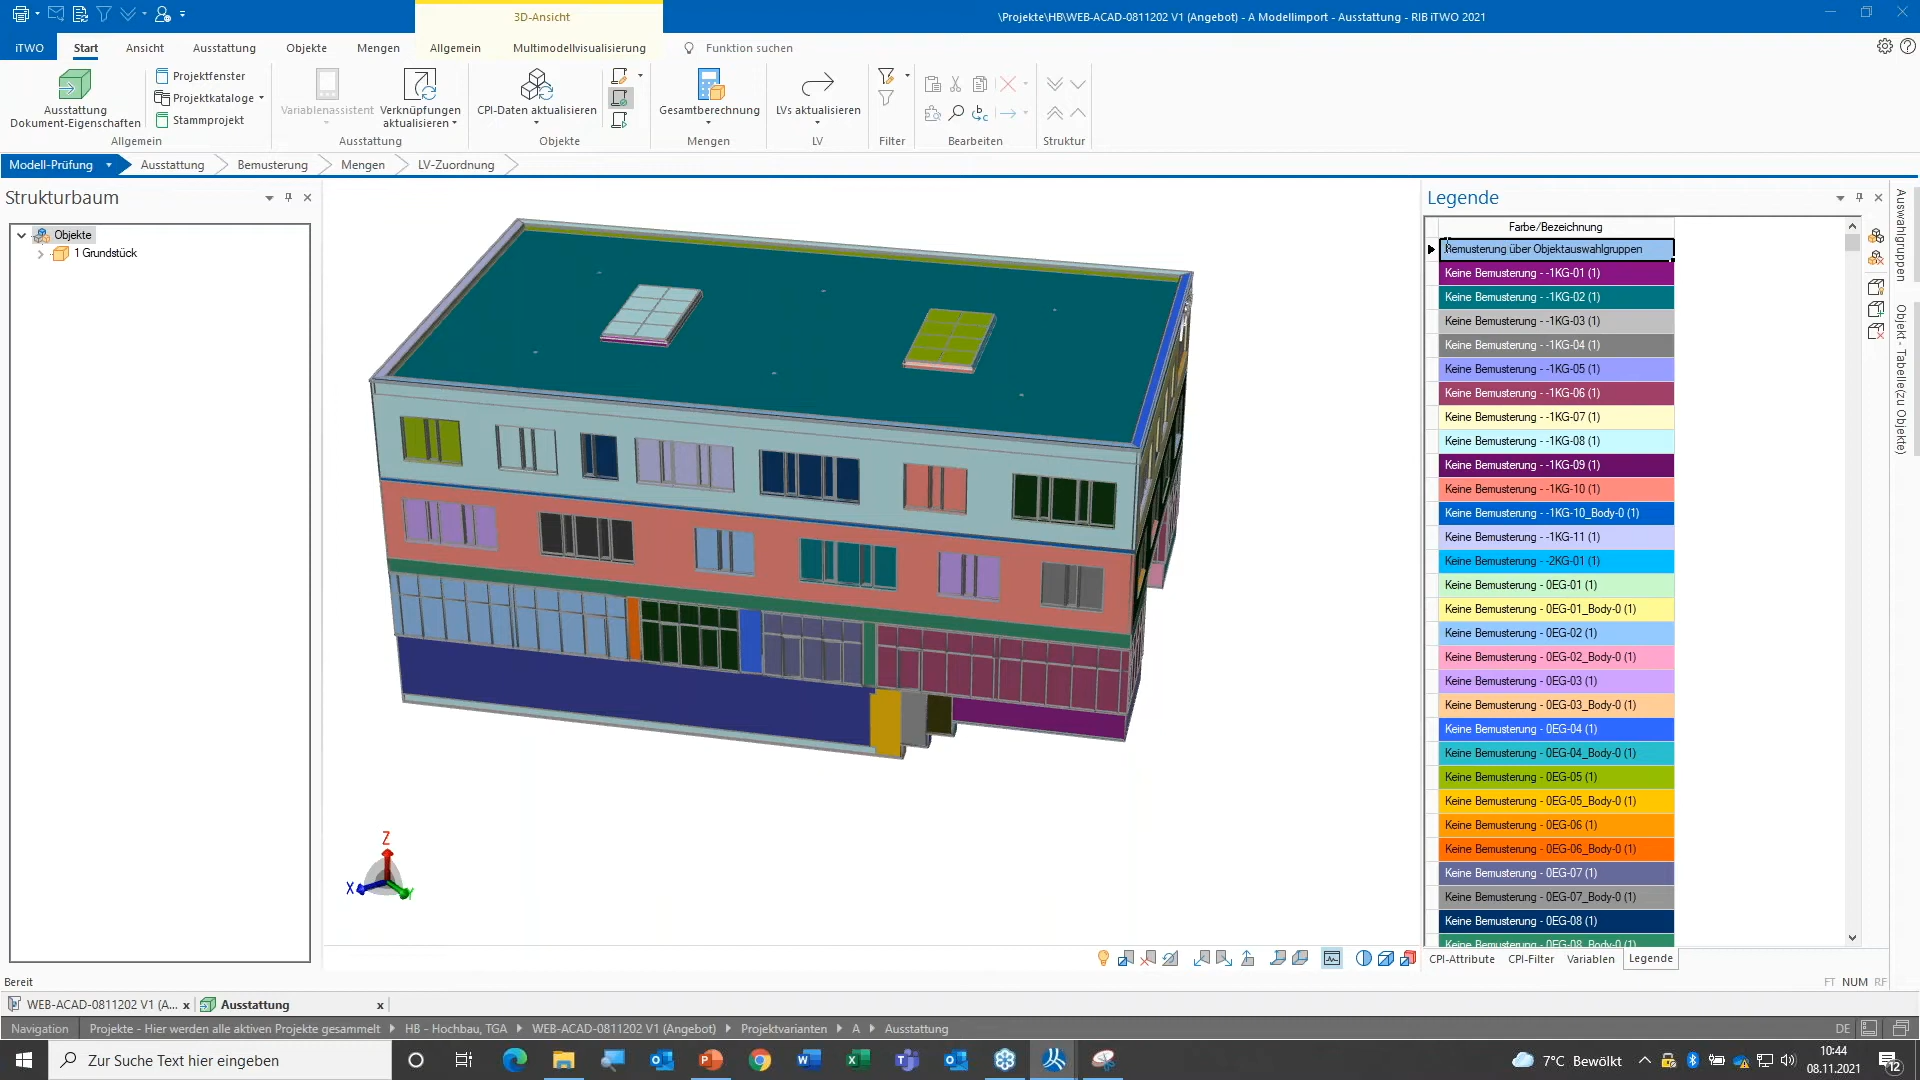 3D-Ansicht
\Projekte\HB\WEB-ACAD-0811202 V1 (Angebot) - A Modellimport - Ausstattung - RIB iTWO 2021
iTWO Start Ansicht Ausstattung Objekte Mengen Allgemein Multimodellvisualisierung Funktion suchen
Ausstattung
Dokument-Eigenschaften
Projektfenster
Projektkataloge
Stammprojekt
Variablenassistent
Verknüpfungen
aktualisieren
CPI-Daten aktualisieren
Gesamtberechnung
LVs aktualisieren
Allgemein Ausstattung Objekte Mengen LV Filter Bearbeiten Struktur
Modell-Prüfung Ausstattung Bemusterung Mengen LV-Zuordnung
Strukturbaum
Objekte
1 Grundstück
Z
X
Y
Legende
Farbe/Bezeichnung
Bemusterung über Objektauswahlgruppen
Keine Bemusterung - -1KG-01 (1)
Keine Bemusterung - -1KG-02 (1)
Keine Bemusterung - -1KG-03 (1)
Keine Bemusterung - -1KG-04 (1)
Keine Bemusterung - -1KG-05 (1)
Keine Bemusterung - -1KG-06 (1)
Keine Bemusterung - -1KG-07 (1)
Keine Bemusterung - -1KG-08 (1)
Keine Bemusterung - -1KG-09 (1)
Keine Bemusterung - -1KG-10 (1)
Keine Bemusterung - -1KG-10_Body-0 (1)
Keine Bemusterung - -1KG-11 (1)
Keine Bemusterung - -2KG-01 (1)
Keine Bemusterung - 0EG-01 (1)
Keine Bemusterung - 0EG-01_Body-0 (1)
Keine Bemusterung - 0EG-02 (1)
Keine Bemusterung - 0EG-02_Body-0 (1)
Keine Bemusterung - 0EG-03 (1)
Keine Bemusterung - 0EG-03_Body-0 (1)
Keine Bemusterung - 0EG-04 (1)
Keine Bemusterung - 0EG-04_Body-0 (1)
Keine Bemusterung - 0EG-05 (1)
Keine Bemusterung - 0EG-05_Body-0 (1)
Keine Bemusterung - 0EG-06 (1)
Keine Bemusterung - 0EG-06_Body-0 (1)
Keine Bemusterung - 0EG-07 (1)
Keine Bemusterung - 0EG-07_Body-0 (1)
Keine Bemusterung - 0EG-08 (1)
Keine Bemusterung - 0EG-08_Body-0 (1)
CPI-Attribute CPI-Filter Variablen Legende
Auswahlgruppen
Objekt - Tabelle(zu Objekte)
Bereit
FT NUM RF
WEB-ACAD-0811202 V1 (A... x Ausstattung x
Navigation Projekte - Hier werden alle aktiven Projekte gesammelt HB - Hochbau, TGA WEB-ACAD-0811202 V1 (Angebot) Projektvarianten A Ausstattung DE
Zur Suche Text hier eingeben
7°C Bewölkt
10:44
08.11.2021
12